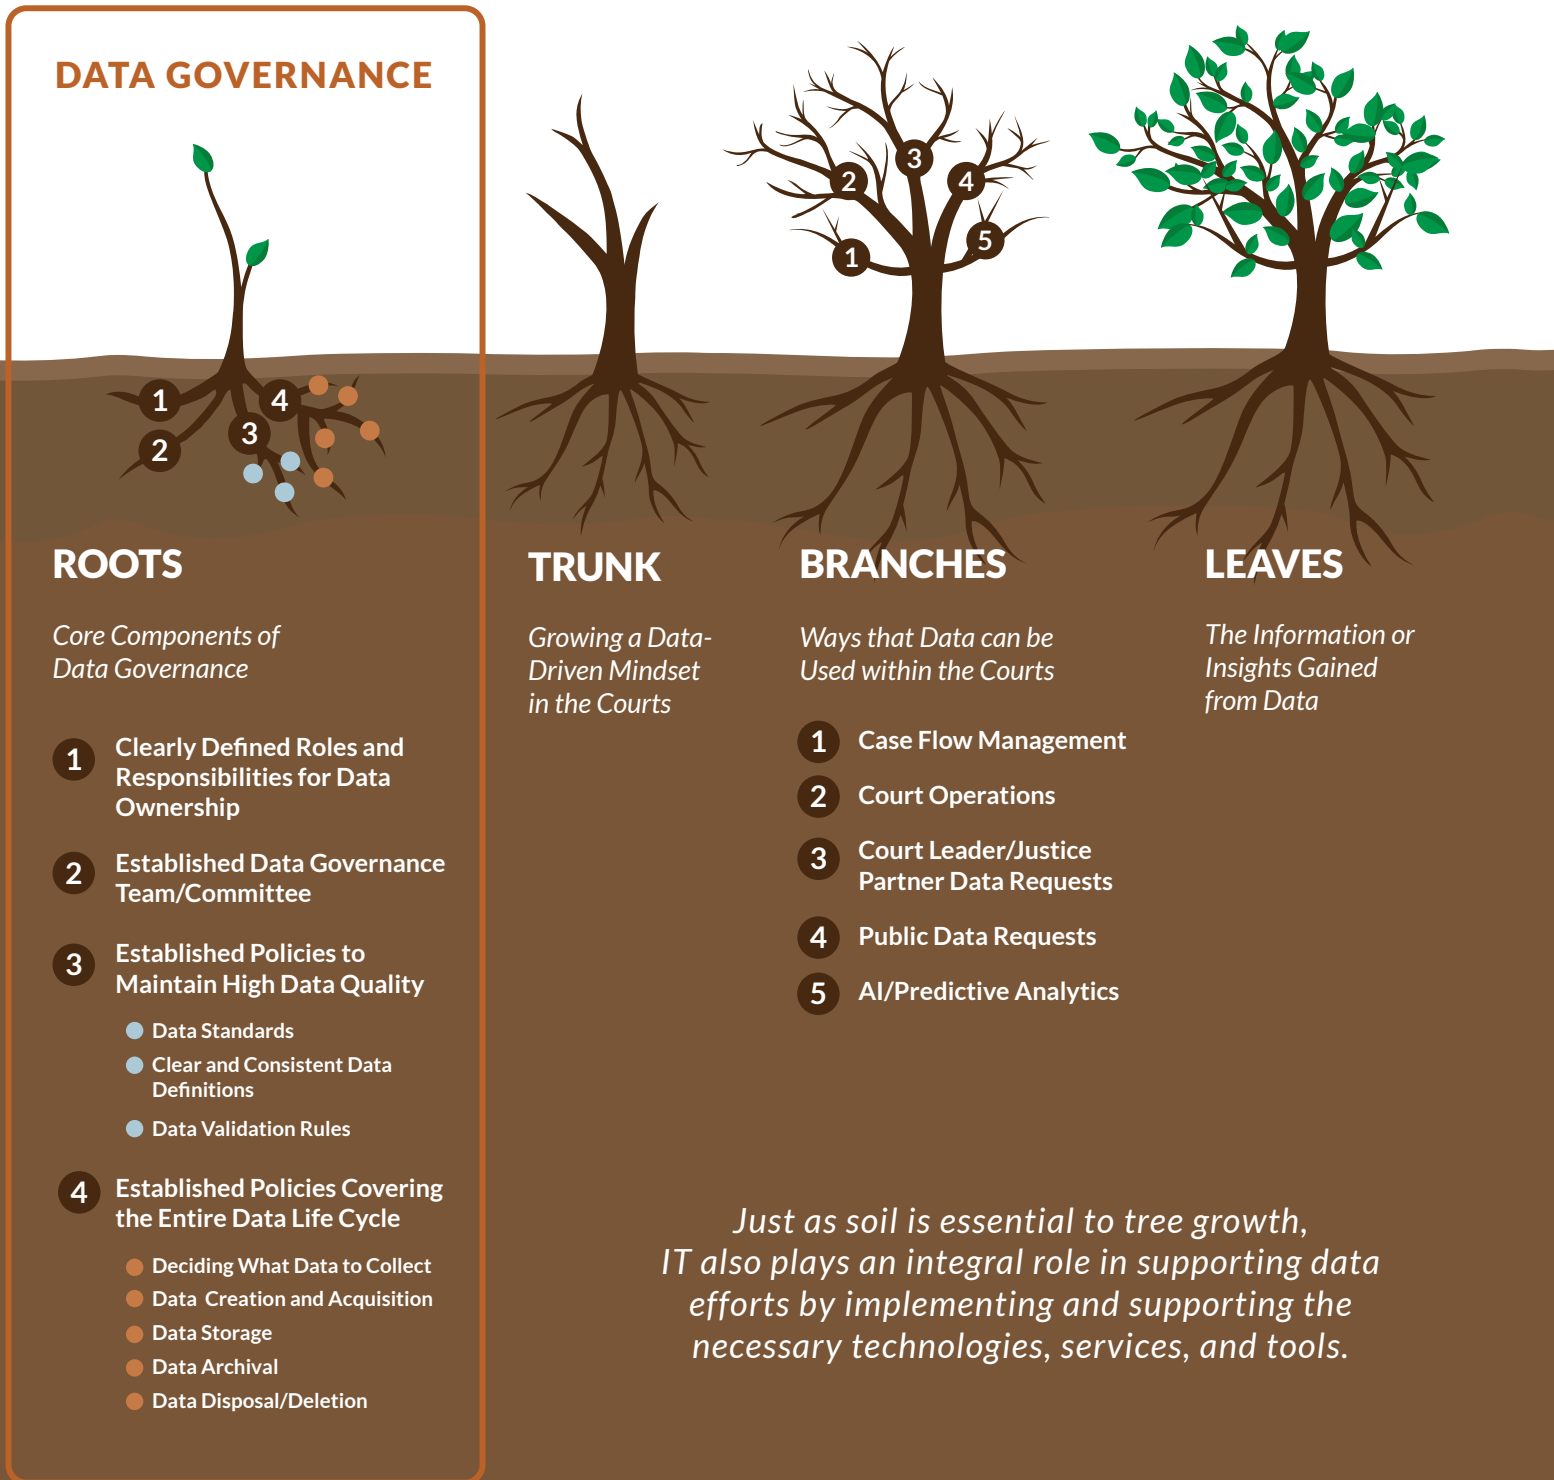 DATA GOVERNANCE
1
2
3
4
1
2
3
4
5
ROOTS
Core Components of
Data Governance
1
Clearly Defined Roles and
Responsibilities for Data
Ownership
2
Established Data Governance
Team/Committee
3
Established Policies to
Maintain High Data Quality
Data Standards
Clear and Consistent Data
Definitions
Data Validation Rules
4
Established Policies Covering
the Entire Data Life Cycle
Deciding What Data to Collect
Data Creation and Acquisition
Data Storage
Data Archival
Data Disposal/Deletion
TRUNK
Growing a Data-
Driven Mindset
in the Courts
BRANCHES
Ways that Data can be
Used within the Courts
1
Case Flow Management
2
Court Operations
3
Court Leader/Justice
Partner Data Requests
4
Public Data Requests
5
AI/Predictive Analytics
LEAVES
The Information or
Insights Gained
from Data
Just as soil is essential to tree growth,
IT also plays an integral role in supporting data
efforts by implementing and supporting the
necessary technologies, services, and tools.